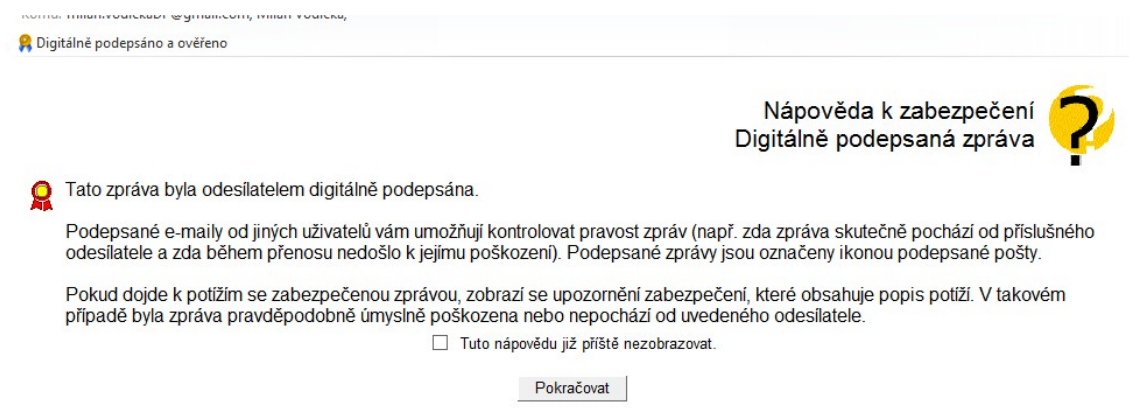 Digitálně podepsáno a ověřeno
Nápověda k zabezpečení
Digitálně podepsaná zpráva
Tato zpráva byla odesílatelem digitálně podepsána.
Podepsané e-maily od jiných uživatelů vám umožňují kontrolovat pravost zpráv (např. zda zpráva skutečně pochází od příslušného
odesílatele a zda během přenosu nedošlo k jejímu poškození). Podepsané zprávy jsou označeny ikonou podepsané pošty.
Pokud dojde k potížím se zabezpečenou zprávou, zobrazí se upozornění zabezpečení, které obsahuje popis potíží. V takovém
případě byla zpráva pravděpodobně úmyslně poškozena nebo nepochází od uvedeného odesílatele.
Tuto nápovědu již příště nezobrazovat.
Pokračovat